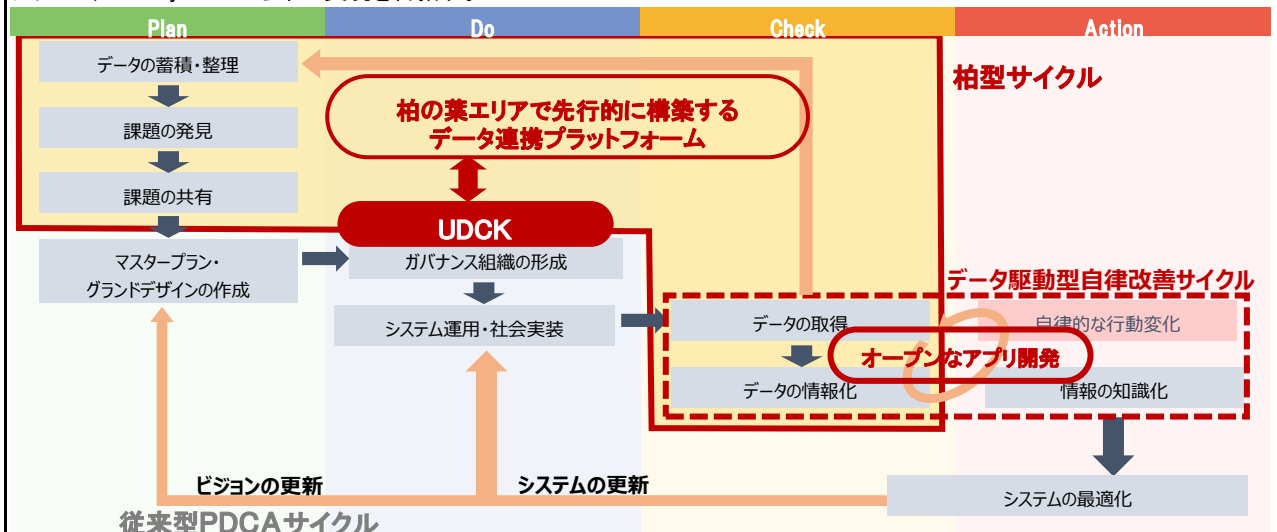 Plan
Do
Check
Action
データの蓄積・整理
課題の発見
課題の共有
マスタープラン・
グランドデザインの作成
柏の葉エリアで先行的に構築する
データ連携プラットフォーム
UDCK
ガバナンス組織の形成
システム運用・社会実装
柏型サイクル
データ駆動型自律改善サイクル
データの取得
自律的な行動変化
オープンなアプリ開発
データの情報化
情報の知識化
システムの最適化
ビジョンの更新
システムの更新
従来型PDCAサイクル